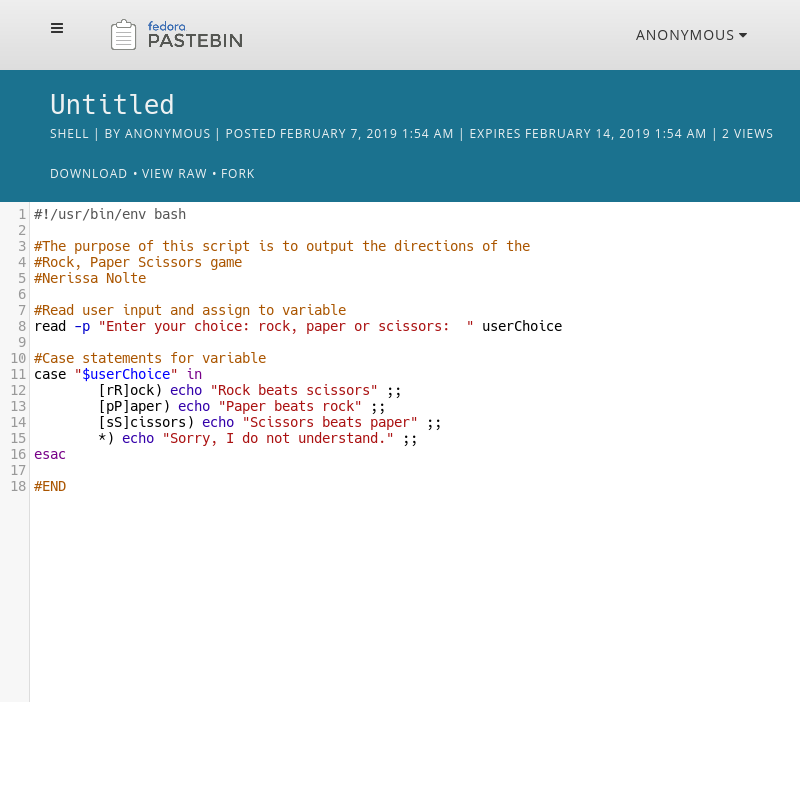 fedora
PASTEBIN
ANONYMOUS
Untitled
SHELL | BY ANONYMOUS | POSTED FEBRUARY 7, 2019 1:54 AM | EXPIRES FEBRUARY 14, 2019 1:54 AM | 2 VIEWS
DOWNLOAD • VIEW RAW • FORK
1 #!/usr/bin/env bash
2
3 #The purpose of this script is to output the directions of the
4 #Rock, Paper Scissors game
5 #Nerissa Nolte
6
7 #Read user input and assign to variable
8 read -p "Enter your choice: rock, paper or scissors:  " userChoice
9
10 #Case statements for variable
11 case "$userChoice" in
12         [rR]ock) echo "Rock beats scissors" ;;
13         [pP]aper) echo "Paper beats rock" ;;
14         [sS]cissors) echo "Scissors beats paper" ;;
15         *) echo "Sorry, I do not understand." ;;
16 esac
17
18 #END